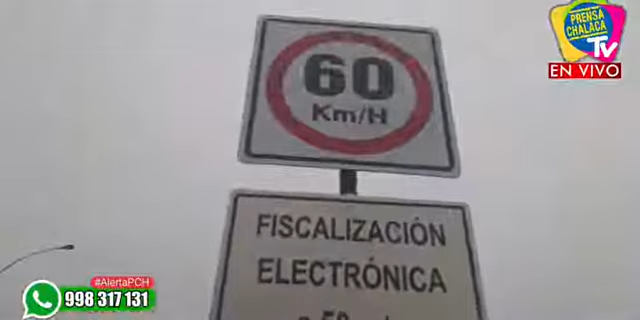 PRENSA
CHALACA
TV
EN VIVO
60
Km/H
FISCALIZACIÓN
ELECTRÓNICA
#AlertaPCH
998 317 131